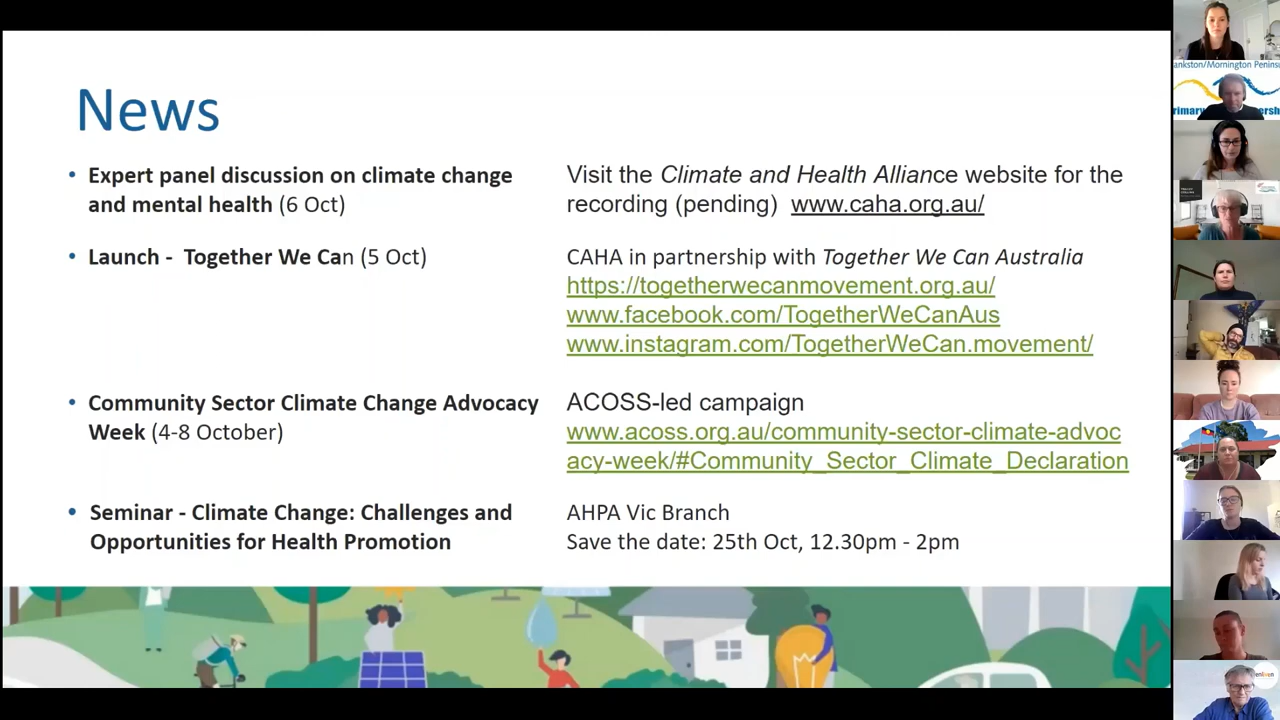 News
• Expert panel discussion on climate change
and mental health (6 Oct)
Visit the Climate and Health Alliance website for the
recording (pending) www.caha.org.au/
• Launch - Together We Can (5 Oct)
CAHA in partnership with Together We Can Australia
https://togetherwecanmovement.org.au/
www.facebook.com/TogetherWeCanAus
www.instagram.com/TogetherWeCan.movement/
• Community Sector Climate Change Advocacy
Week (4-8 October)
ACOSS-led campaign
www.acoss.org.au/community-sector-climate-advoc
acy-week/#Community_Sector_Climate_Declaration
• Seminar - Climate Change: Challenges and
Opportunities for Health Promotion
AHPA Vic Branch
Save the date: 25th Oct, 12.30pm - 2pm
ankston/Mornington Peninsu